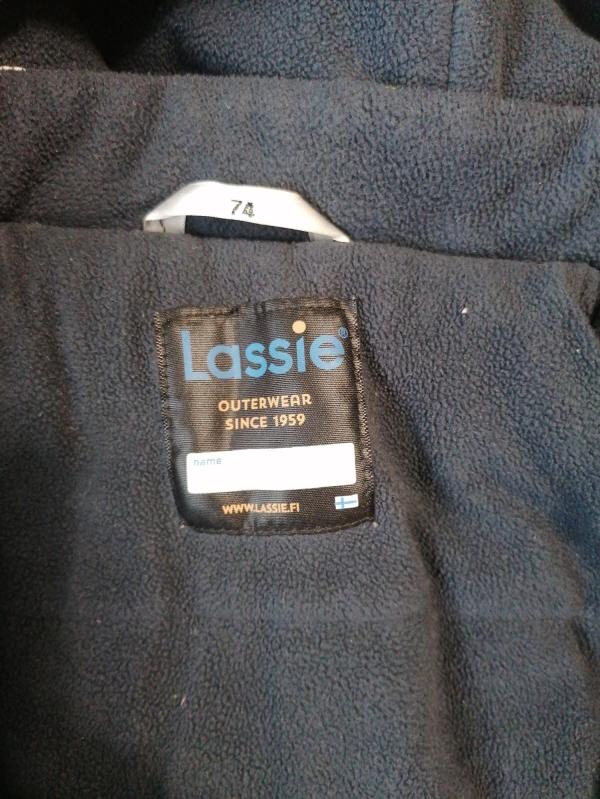 74
Lassie®
OUTERWEAR
SINCE 1959
name
WWW.LASSIE.FI